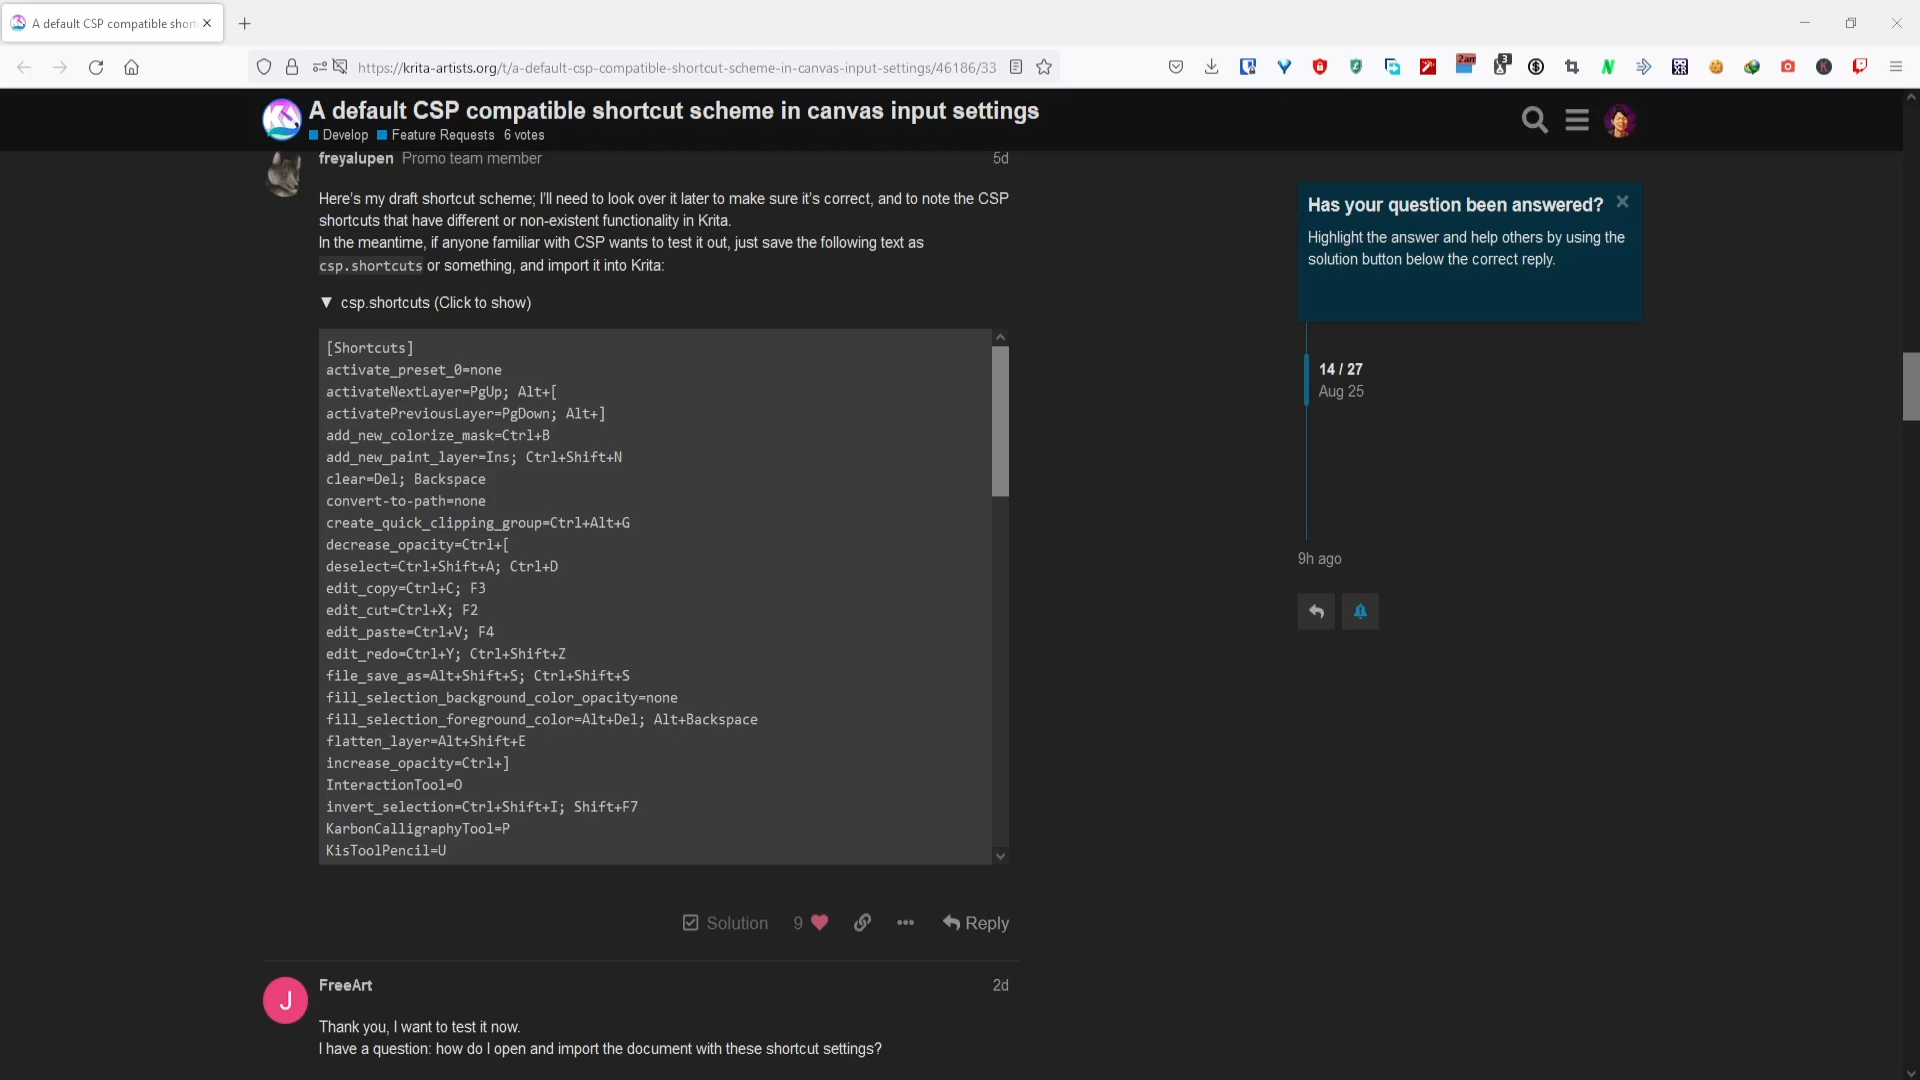 A default CSP compatible shor
https://krita-artists.org/t/a-default-csp-compatible-shortcut-scheme-in-canvas-input-settings/46186/33
2am
3
A default CSP compatible shortcut scheme in canvas input settings
Develop Feature Requests 6 votes
freyalupen Promo team member 5d
Here's my draft shortcut scheme; I'll need to look over it later to make sure it's correct, and to note the CSP
shortcuts that have different or non-existent functionality in Krita.
In the meantime, if anyone familiar with CSP wants to test it out, just save the following text as
csp.shortcuts or something, and import it into Krita:
▼ csp.shortcuts (Click to show)
[Shortcuts]
activate_preset_0=none
activateNextLayer=PgUp; Alt+[
activatePreviousLayer=PgDown; Alt+]
add_new_colorize_mask=Ctrl+B
add_new_paint_layer=Ins; Ctrl+Shift+N
clear=Del; Backspace
convert-to-path=none
create_quick_clipping_group=Ctrl+Alt+G
decrease_opacity=Ctrl+[
deselect=Ctrl+Shift+A; Ctrl+D
edit_copy=Ctrl+C; F3
edit_cut=Ctrl+X; F2
edit_paste=Ctrl+V; F4
edit_redo=Ctrl+Y; Ctrl+Shift+Z
file_save_as=Alt+Shift+S; Ctrl+Shift+S
fill_selection_background_color_opacity=none
fill_selection_foreground_color=Alt+Del; Alt+Backspace
flatten_layer=Alt+Shift+E
increase_opacity=Ctrl+]
InteractionTool=O
invert_selection=Ctrl+Shift+I; Shift+F7
KarbonCalligraphyTool=P
KisToolPencil=U
Solution 9 Reply
J
FreeArt 2d
Thank you, I want to test it now.
I have a question: how do I open and import the document with these shortcut settings?
Has your question been answered?
Highlight the answer and help others by using the
solution button below the correct reply.
14 / 27
Aug 25
9h ago